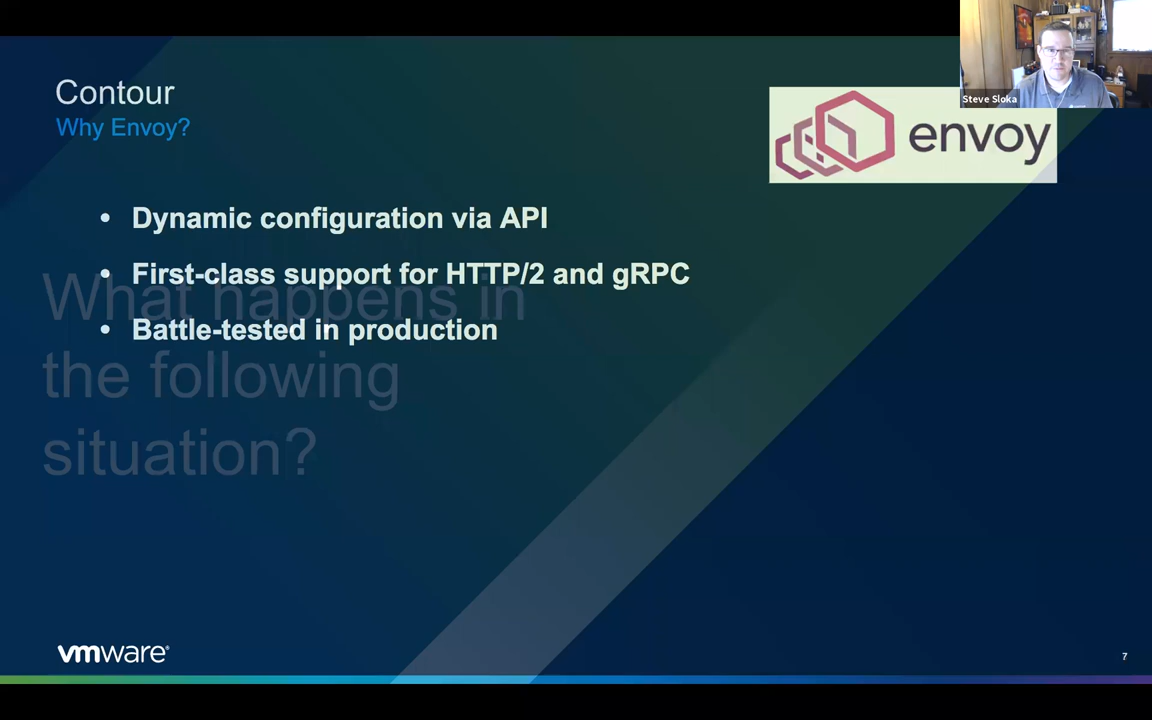 Contour
Why Envoy?
Steve Sloka
envoy
• Dynamic configuration via API
• First-class support for HTTP/2 and gRPC
• Battle-tested in production
What happens in
the following
situation?
vmware®
7